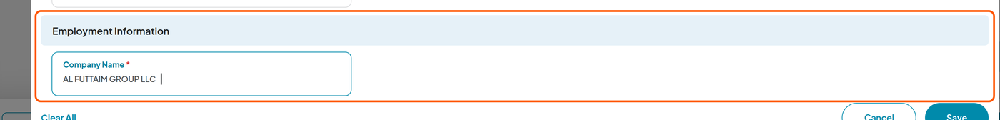 Employment Information
Company Name *
AL FUTTAIM GROUP LLC
Clear All
Cancel
Save